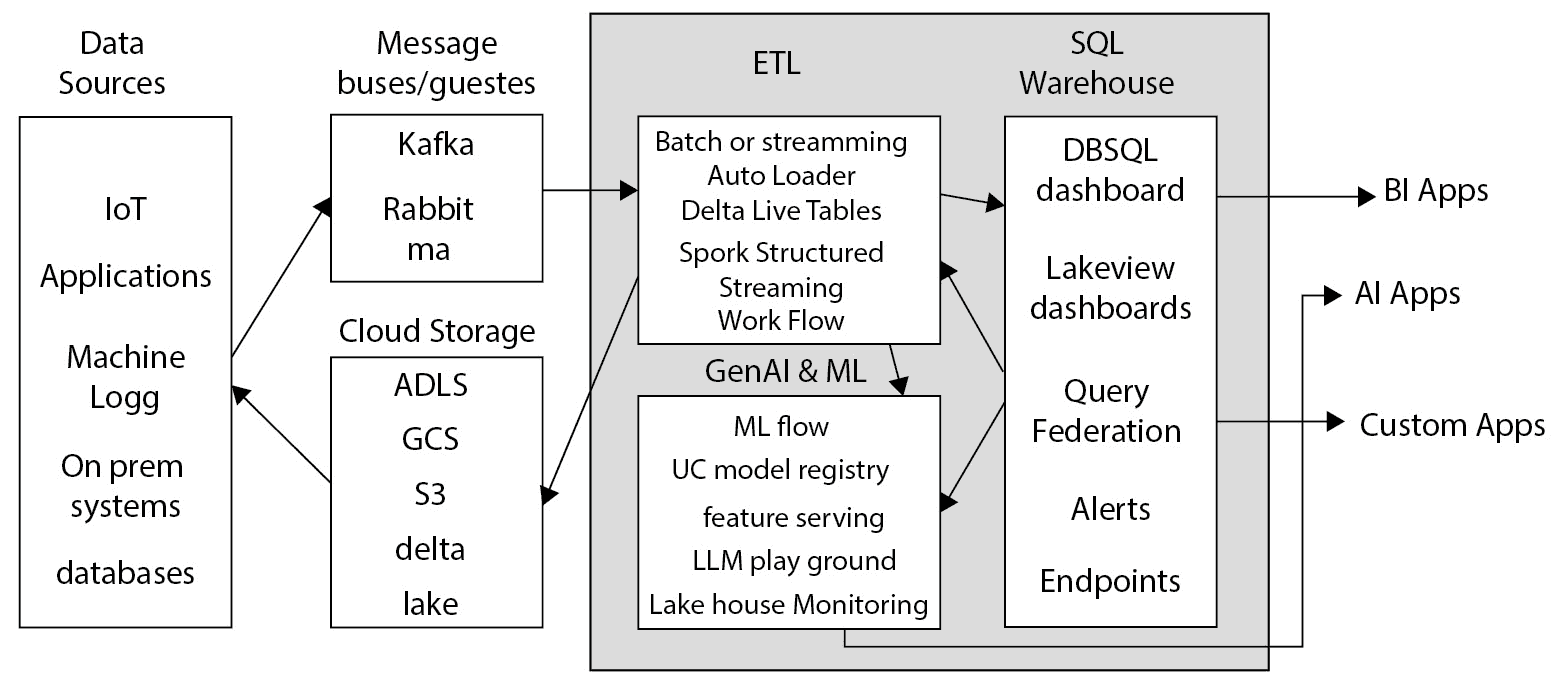 Data
Sources
IoT
Applications
Machine
Logg
On prem
systems
databases
Message
buses/guestes
Kafka
Rabbit
ma
Cloud Storage
ADLS
GCS
S3
delta
lake
ETL
Batch or streamming
Auto Loader
Delta Live Tables
Spork Structured
Streaming
Work Flow
GenAI & ML
ML flow
UC model registry
feature serving
LLM play ground
Lake house Monitoring
SQL
Warehouse
DBSQL
dashboard
Lakeview
dashboards
Query
Federation
Alerts
Endpoints
BI Apps
AI Apps
Custom Apps